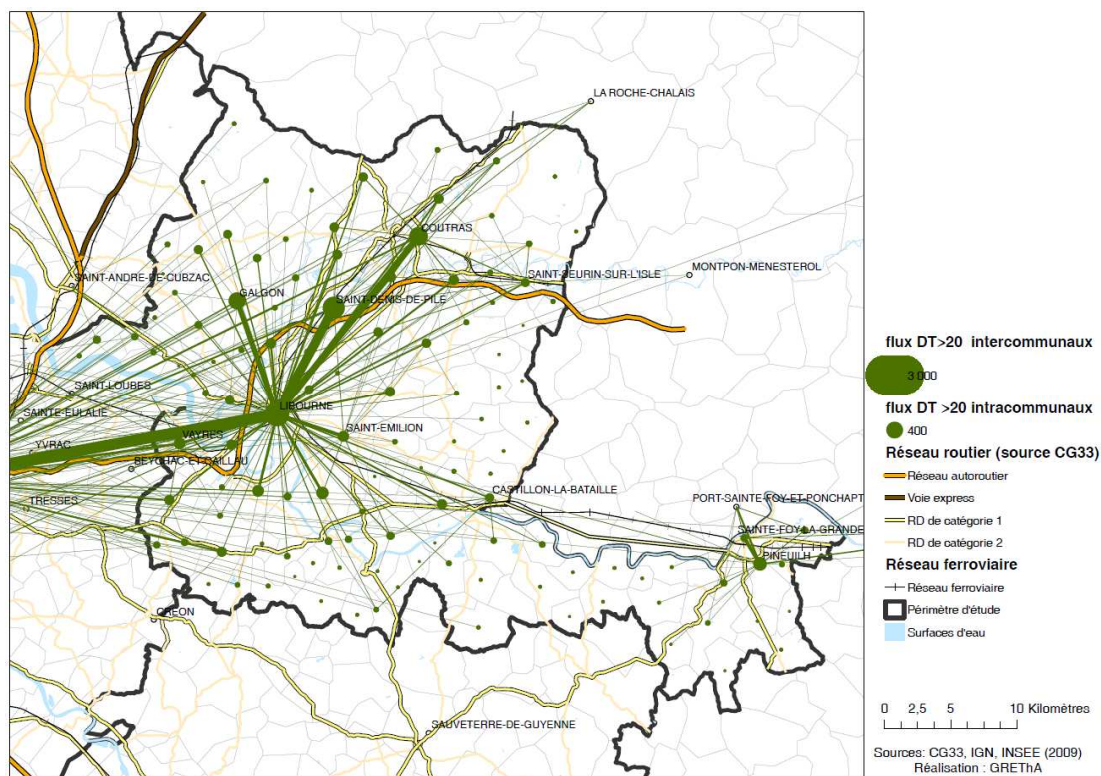 LA ROCHE-CHALAIS
COUTRAS
SAINT-SEURIN-SUR-L'ISLE
MONTPON-MENESTEROL
SAINT-ANDRE-DE-CUBZAC
GALGON
SAINT-DENIS-DE-PILE
SAINT-LOUBES
LIBOURNE
SAINTE-EULALIE
SAINT-EMILION
VAYRES
YVRAC
BEYCHAC-ET-CAILLAU
CASTILLON-LA-BATAILLE
PORT-SAINTE-FOY-ET-PONCHAPT
TRESSES
SAINTE-FOY-LA-GRANDE
PINEUILH
CREON
SAUVETERRE-DE-GUYENNE
flux DT>20 intercommunaux
3 000
flux DT >20 intracommunaux
400
Réseau routier (source CG33)
Réseau autoroutier
Voie express
RD de catégorie 1
RD de catégorie 2
Réseau ferroviaire
Réseau ferroviaire
Périmètre d'étude
Surfaces d'eau
0 2,5 5 10 Kilomètres
Sources: CG33, IGN, INSEE (2009)
Réalisation : GREThA